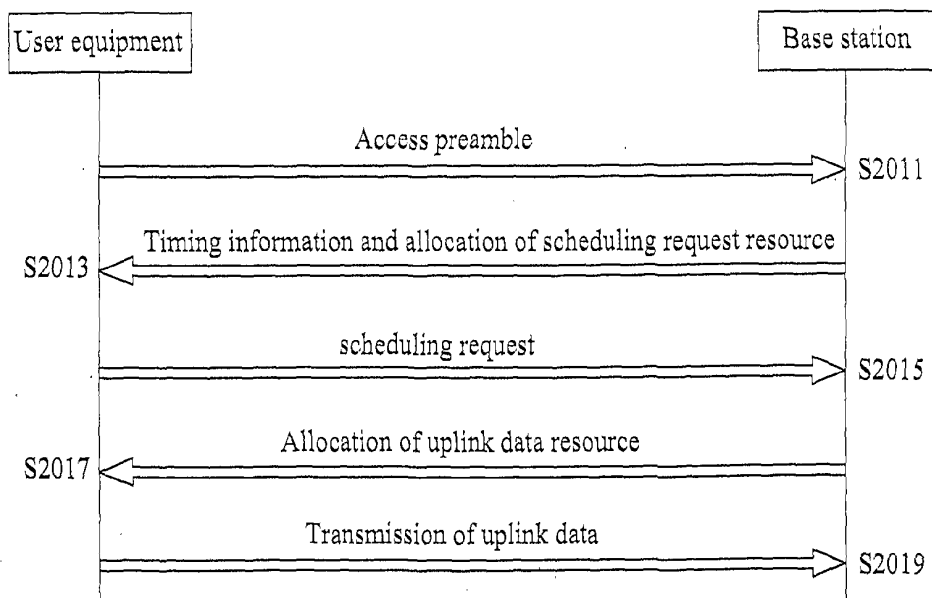 User equipment
Base station
Access preamble
S2011
Timing information and allocation of scheduling request resource
S2013
scheduling request
S2015
Allocation of uplink data resource
S2017
Transmission of uplink data
S2019